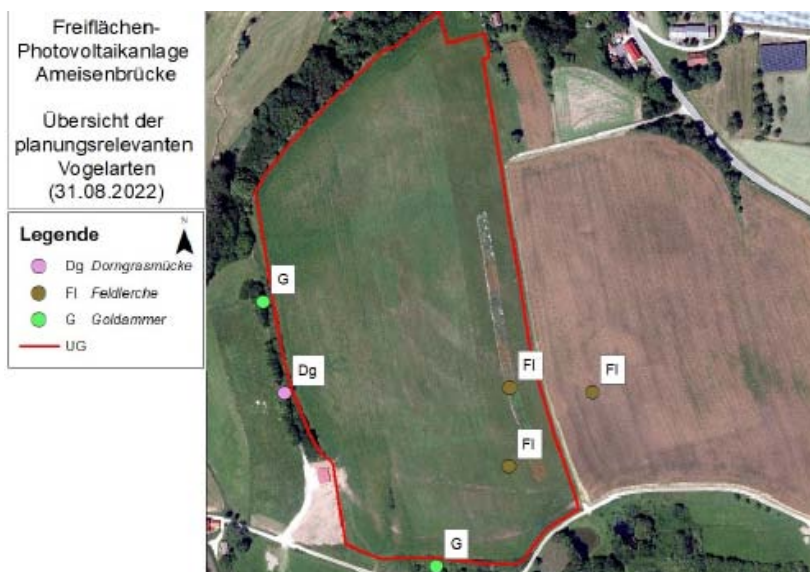 Freiflächen-
Photovoltaikanlage
Ameisenbrücke
Übersicht der
planungsrelevanten
Vogelarten
(31.08.2022)
Legende
N
Dg Dorngrasmücke
Fl Feldlerche
G Goldammer
UG
G
Dg
Fl
Fl
Fl
G